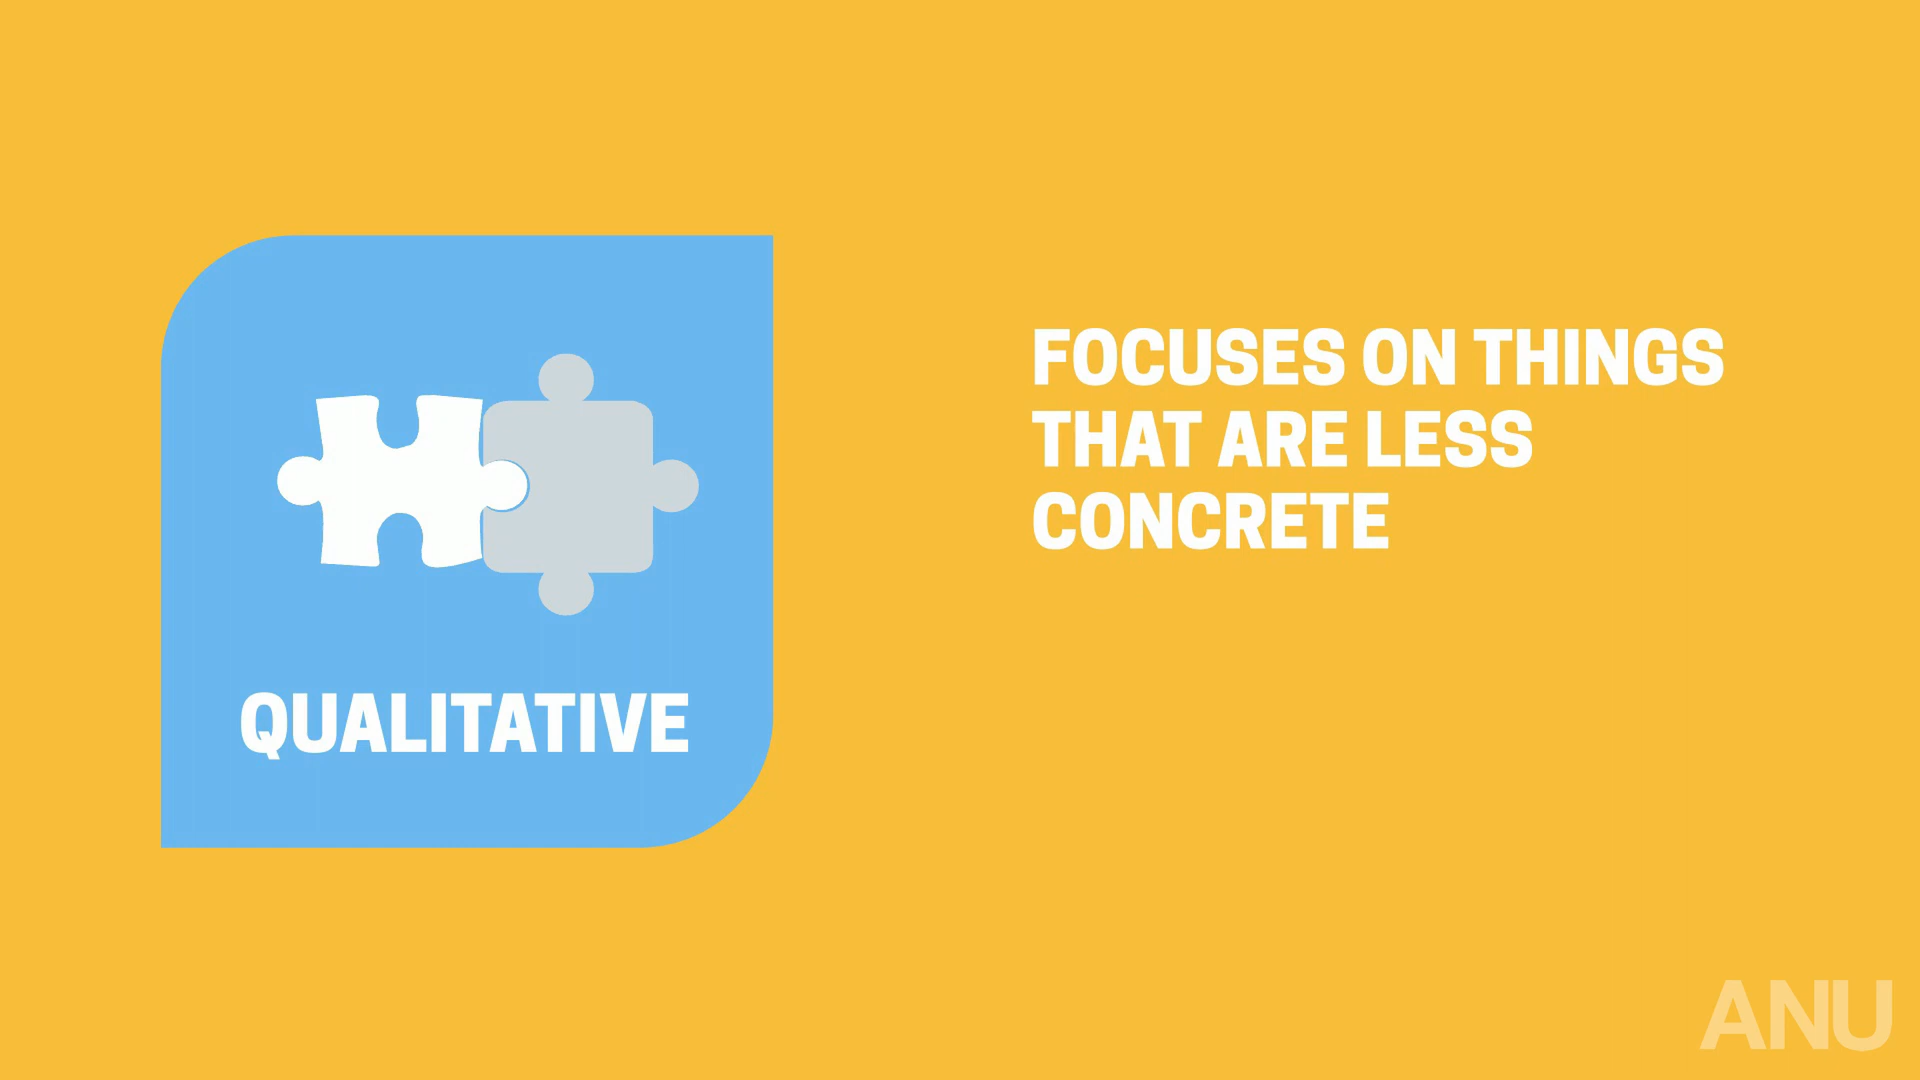 QUALITATIVE
FOCUSES ON THINGS
THAT ARE LESS
CONCRETE
ANU